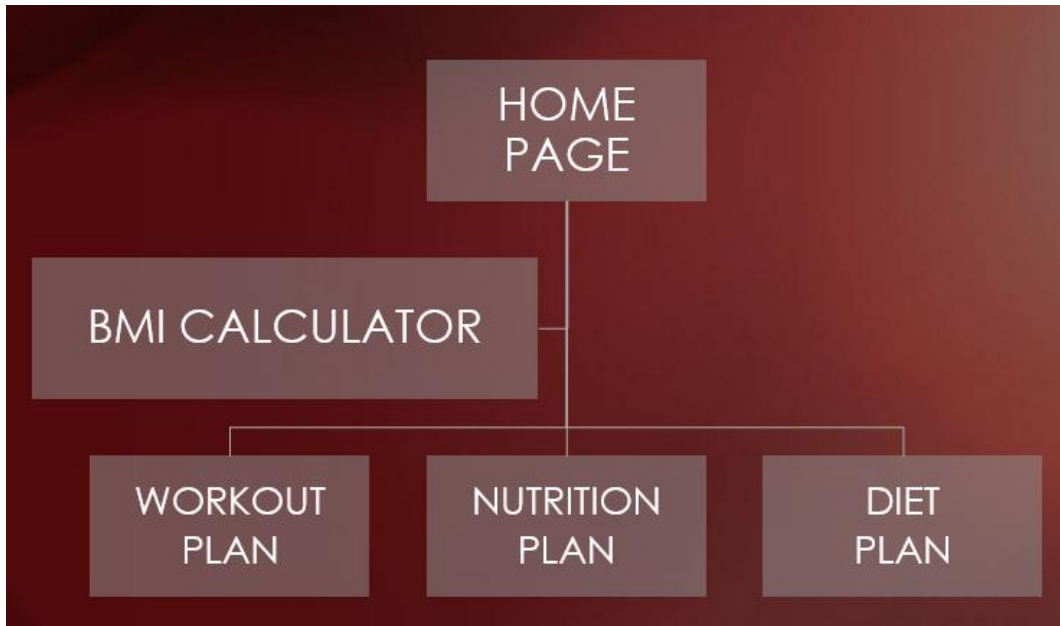 HOME
PAGE
BMI CALCULATOR
WORKOUT
PLAN
NUTRITION
PLAN
DIET
PLAN